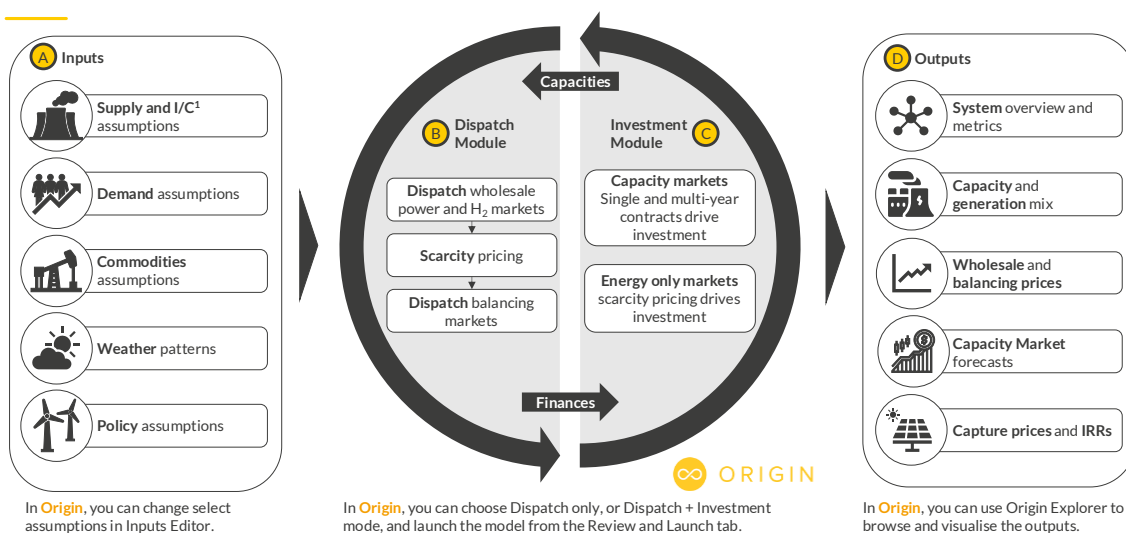 A Inputs
Supply and I/C¹
assumptions
Demand assumptions
Commodities
assumptions
Weather patterns
Policy assumptions
In Origin, you can change select
assumptions in Inputs Editor.
Capacities
B Dispatch
Module
Dispatch wholesale
power and H₂ markets
Scarcity pricing
Dispatch balancing
markets
Investment
Module C
Capacity markets
Single and multi-year
contracts drive
investment
Energy only markets
scarcity pricing drives
investment
Finances
ORIGIN
In Origin, you can choose Dispatch only, or Dispatch + Investment
mode, and launch the model from the Review and Launch tab.
D Outputs
System overview and
metrics
Capacity and
generation mix
Wholesale and
balancing prices
Capacity Market
forecasts
$
Capture prices and IRRs
In Origin, you can use Origin Explorer to
browse and visualise the outputs.